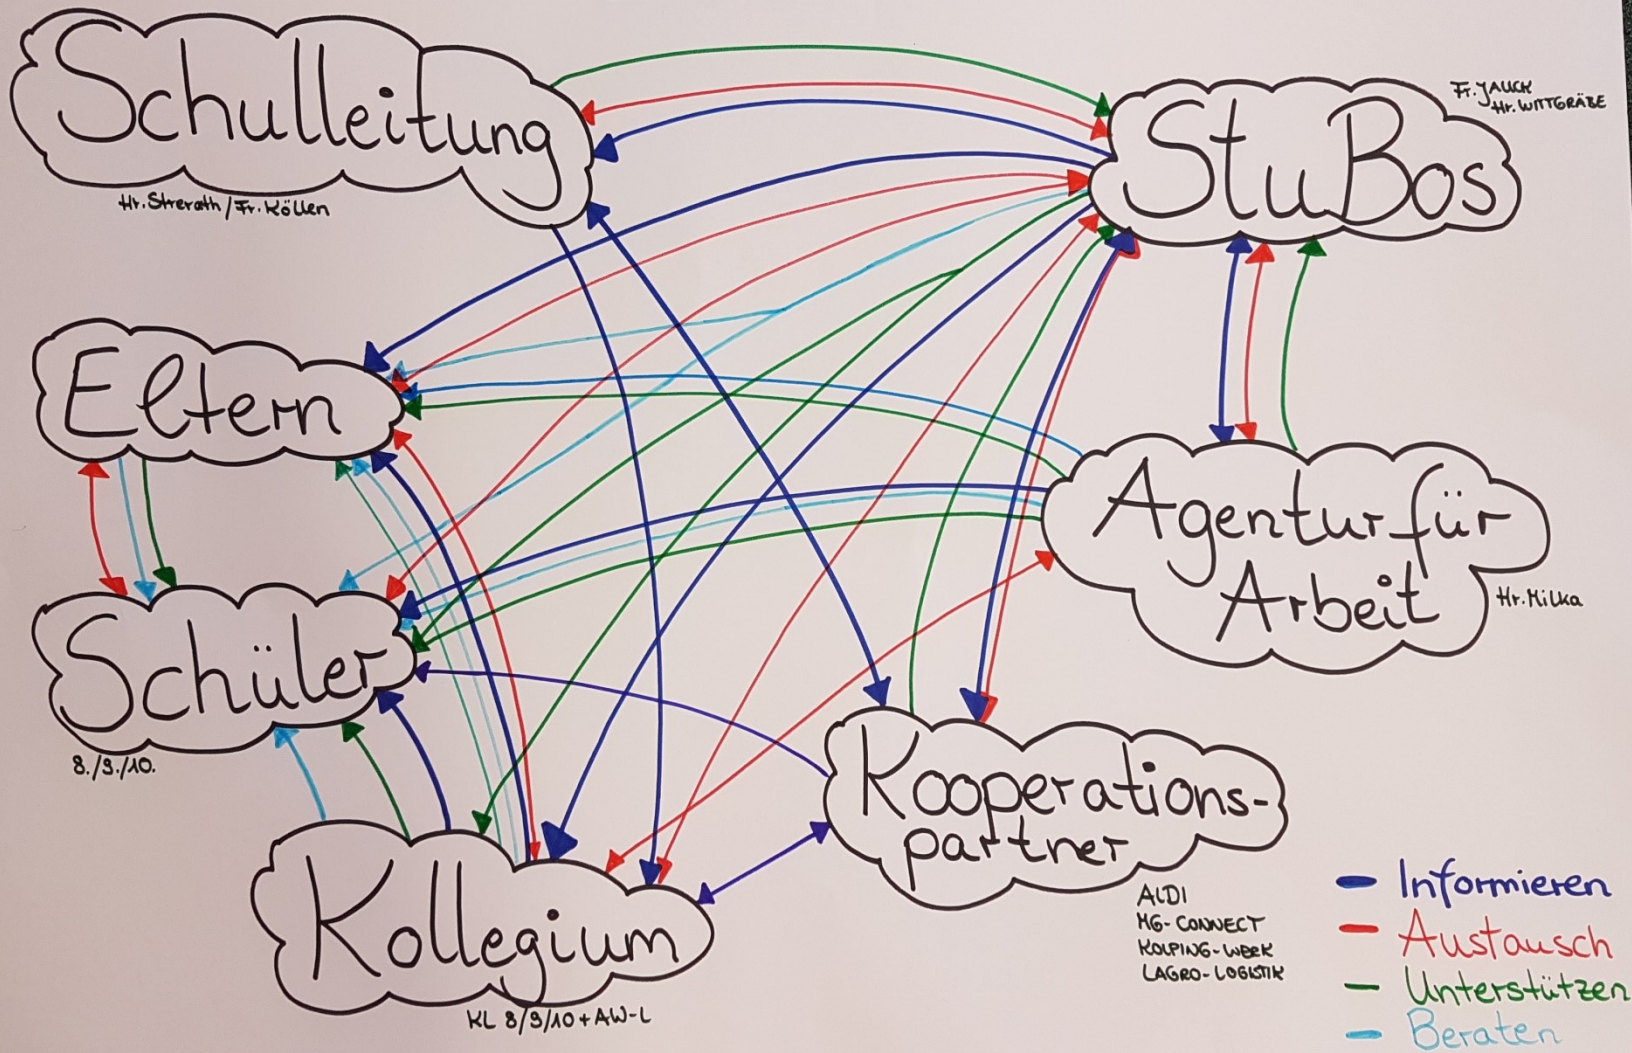 Schulleitung
Hr. Strerath/Fr. Köllen
Fr. JAUCK
Hr. WITTGRÄBE
StuBos
Eltern
Agentur für
Arbeit
Hr. Milka
Schüler
8./9./10.
Kooperations-
partner
ALDI
MG-CONNECT
KOLPING-WERK
LAGRO-LOGISTIK
Kollegium
KL 8/9/10 + AW-L
Informieren
Austausch
Unterstützen
Beraten